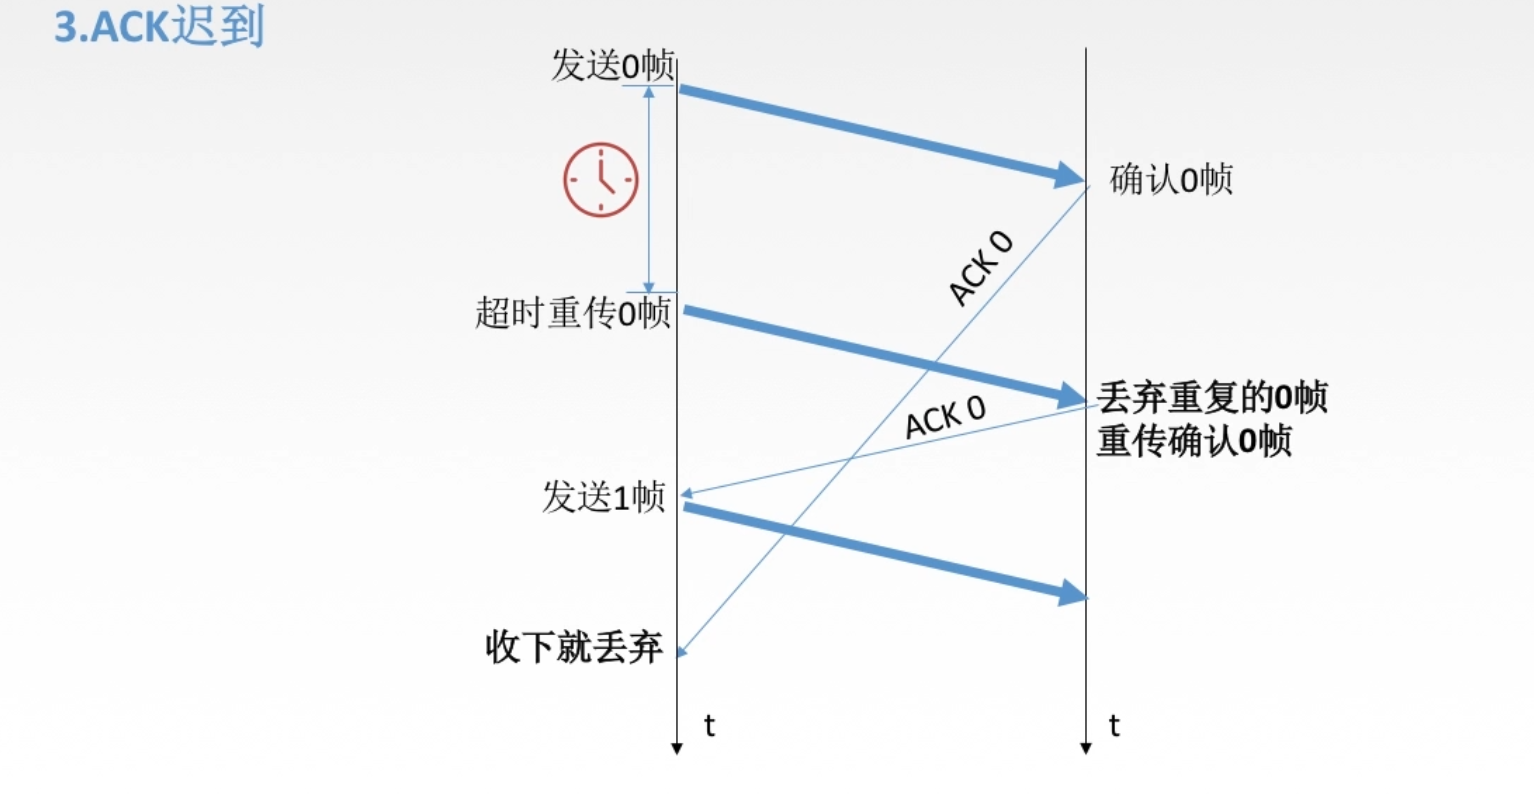 3.ACK迟到
发送0帧
确认0帧
ACK 0
超时重传0帧
丢弃重复的0帧
重传确认0帧
ACK 0
发送1帧
收下就丢弃
t
t